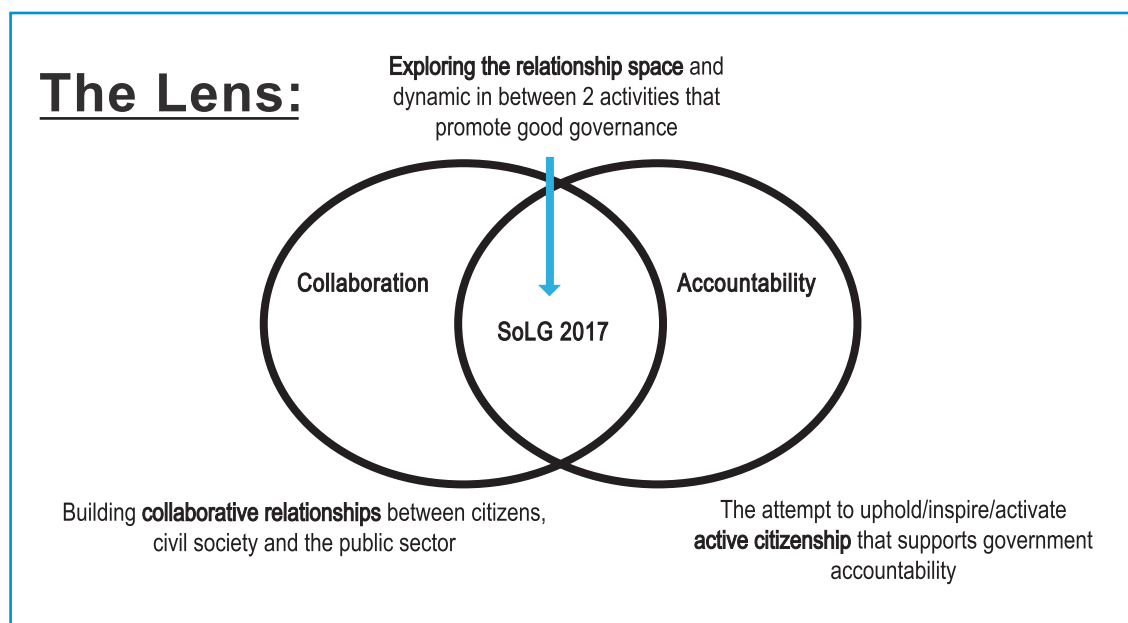 The Lens:
Exploring the relationship space and
dynamic in between 2 activities that
promote good governance
Collaboration
Accountability
SoLG 2017
Building collaborative relationships between citizens,
civil society and the public sector
The attempt to uphold/inspire/activate
active citizenship that supports government
accountability